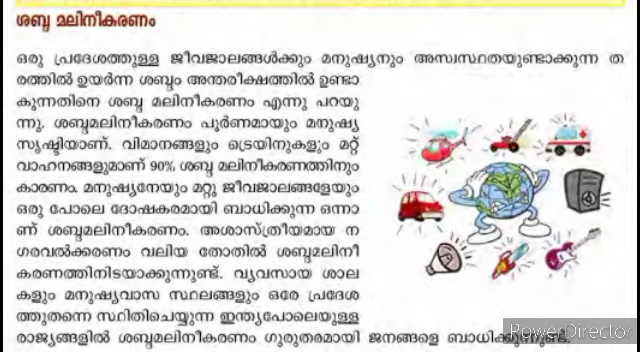 ശബ്ദ മലിനീകരണം
ഒരു പ്രദേശത്തുള്ള ജീവജാലങ്ങൾക്കും മനുഷ്യനും അസ്വസ്ഥതയുണ്ടാക്കുന്ന ത
രത്തിൽ ഉയർന്ന ശബ്ദം അന്തരീക്ഷത്തിൽ ഉണ്ടാ
കുന്നതിനെ ശബ്ദ മലിനീകരണം എന്നു പറയു
ന്നു. ശബ്ദമലിനീകരണം പൂർണമായും മനുഷ്യ
സൃഷ്ടിയാണ്. വിമാനങ്ങളും ട്രെയിനുകളും മറ്റ്
വാഹനങ്ങളുമാണ് 90% ശബ്ദ മലിനീകരണത്തിനും
കാരണം. മനുഷ്യനേയും മറ്റു ജീവജാലങ്ങളേയും
ഒരു പോലെ ദോഷകരമായി ബാധിക്കുന്ന ഒന്നാ
ണ് ശബ്ദമലിനീകരണം. അശാസ്ത്രീയമായ ന
ഗരവൽക്കരണം വലിയ തോതിൽ ശബ്ദമലിനീ
കരണത്തിനിടയാക്കുന്നുണ്ട്. വ്യവസായ ശാല
കളും മനുഷ്യവാസ സ്ഥലങ്ങളും ഒരേ പ്രദേശ
ത്തുതന്നെ സ്ഥിതിചെയ്യുന്ന ഇന്ത്യപോലെയുള്ള
രാജ്യങ്ങളിൽ ശബ്ദമലിനീകരണം ഗുരുതരമായി ജനങ്ങളെ ബാധിക്കുന്നുണ്ട്.
PowerDirector